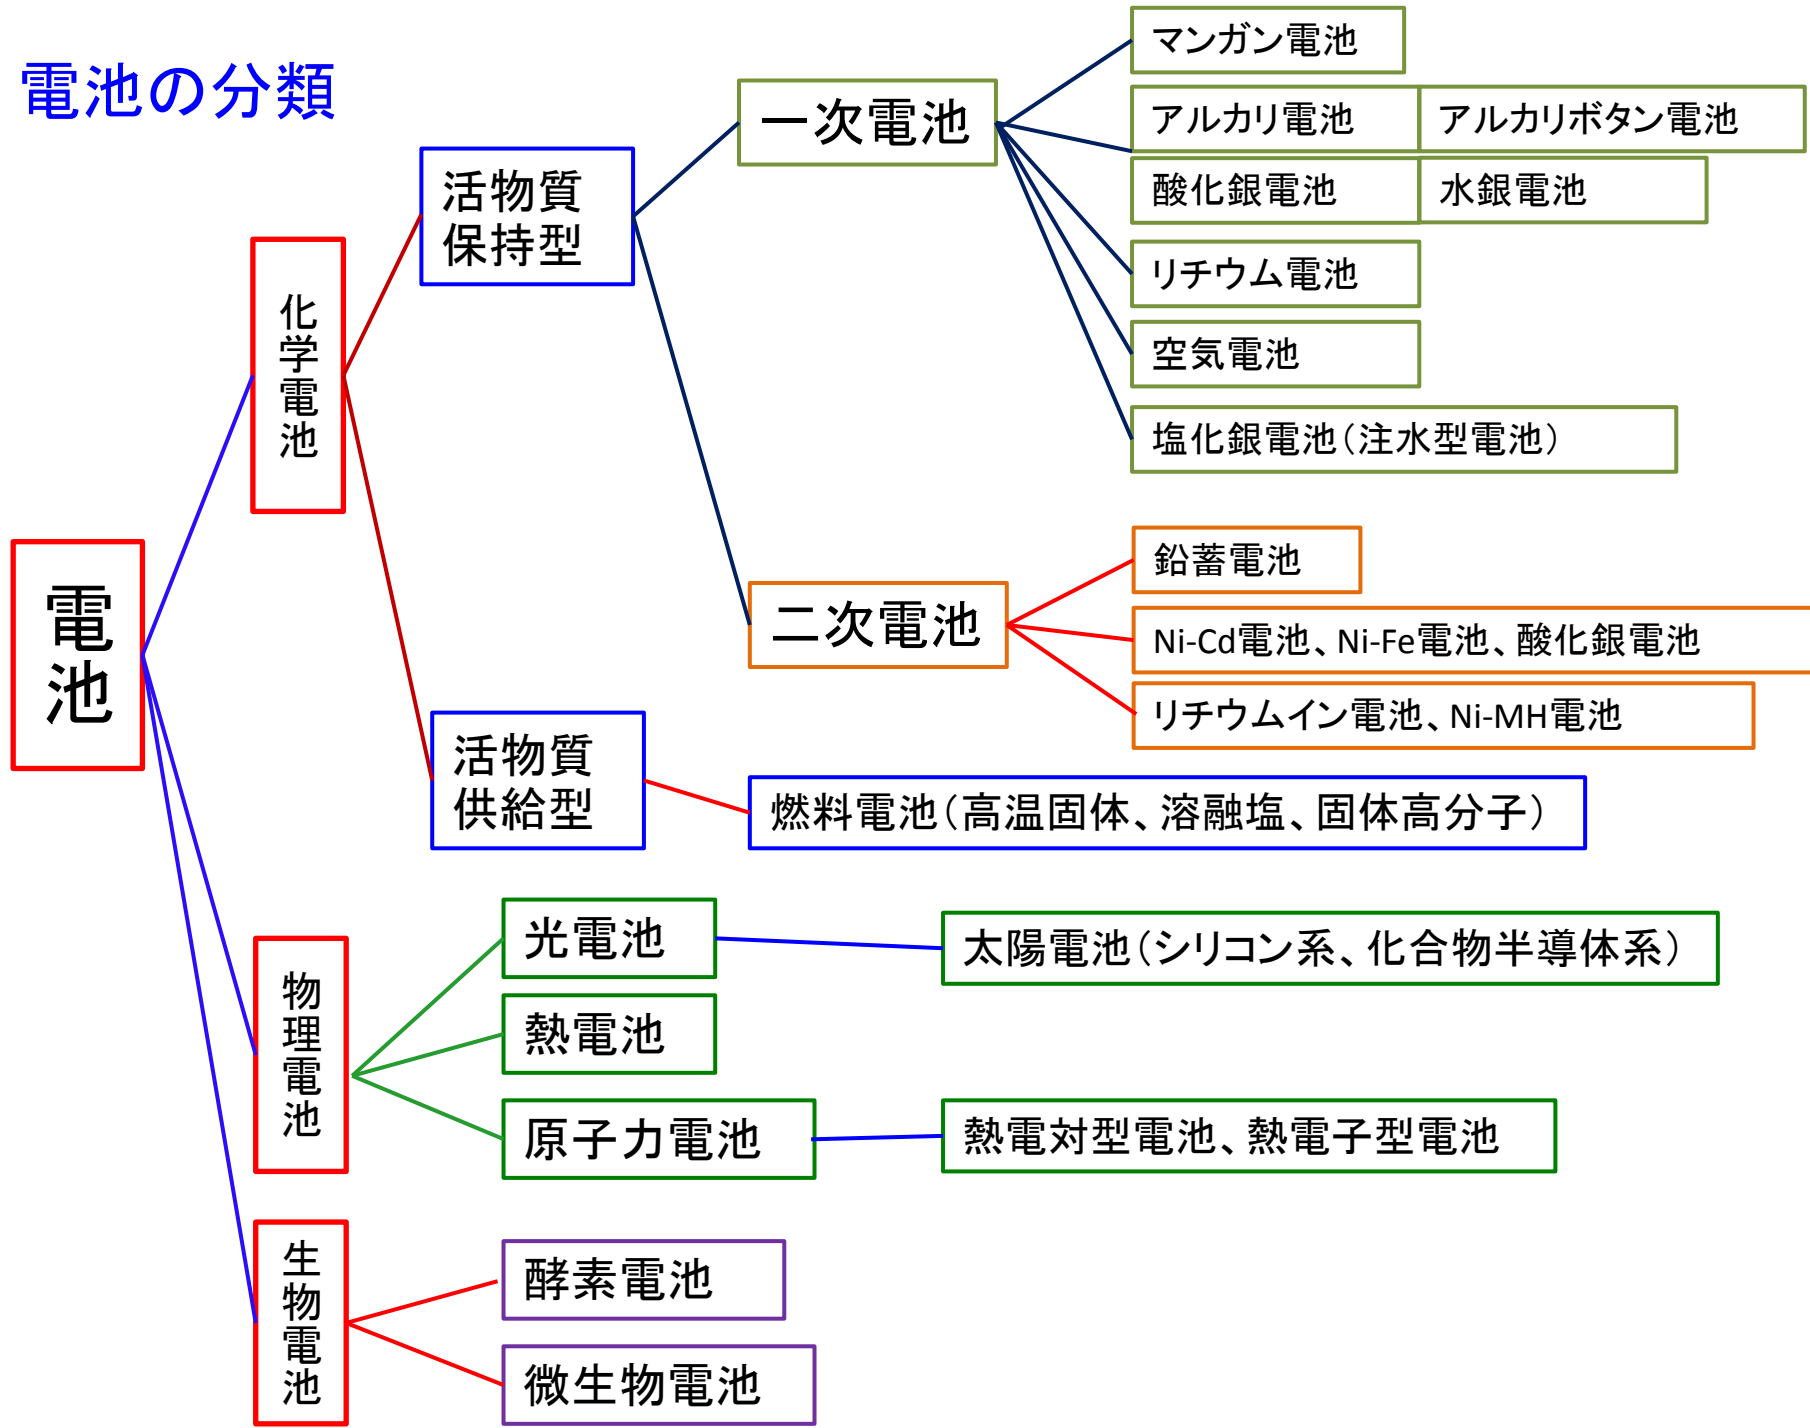 電池の分類
電池
化学電池
活物質
保持型
一次電池
マンガン電池
アルカリ電池 アルカリボタン電池
酸化銀電池 水銀電池
リチウム電池
空気電池
塩化銀電池(注水型電池)
二次電池
鉛蓄電池
Ni-Cd電池、Ni-Fe電池、酸化銀電池
リチウムイン電池、Ni-MH電池
活物質
供給型
燃料電池(高温固体、溶融塩、固体高分子)
物理電池
光電池
太陽電池(シリコン系、化合物半導体系)
熱電池
原子力電池
熱電対型電池、熱電子型電池
生物電池
酵素電池
微生物電池